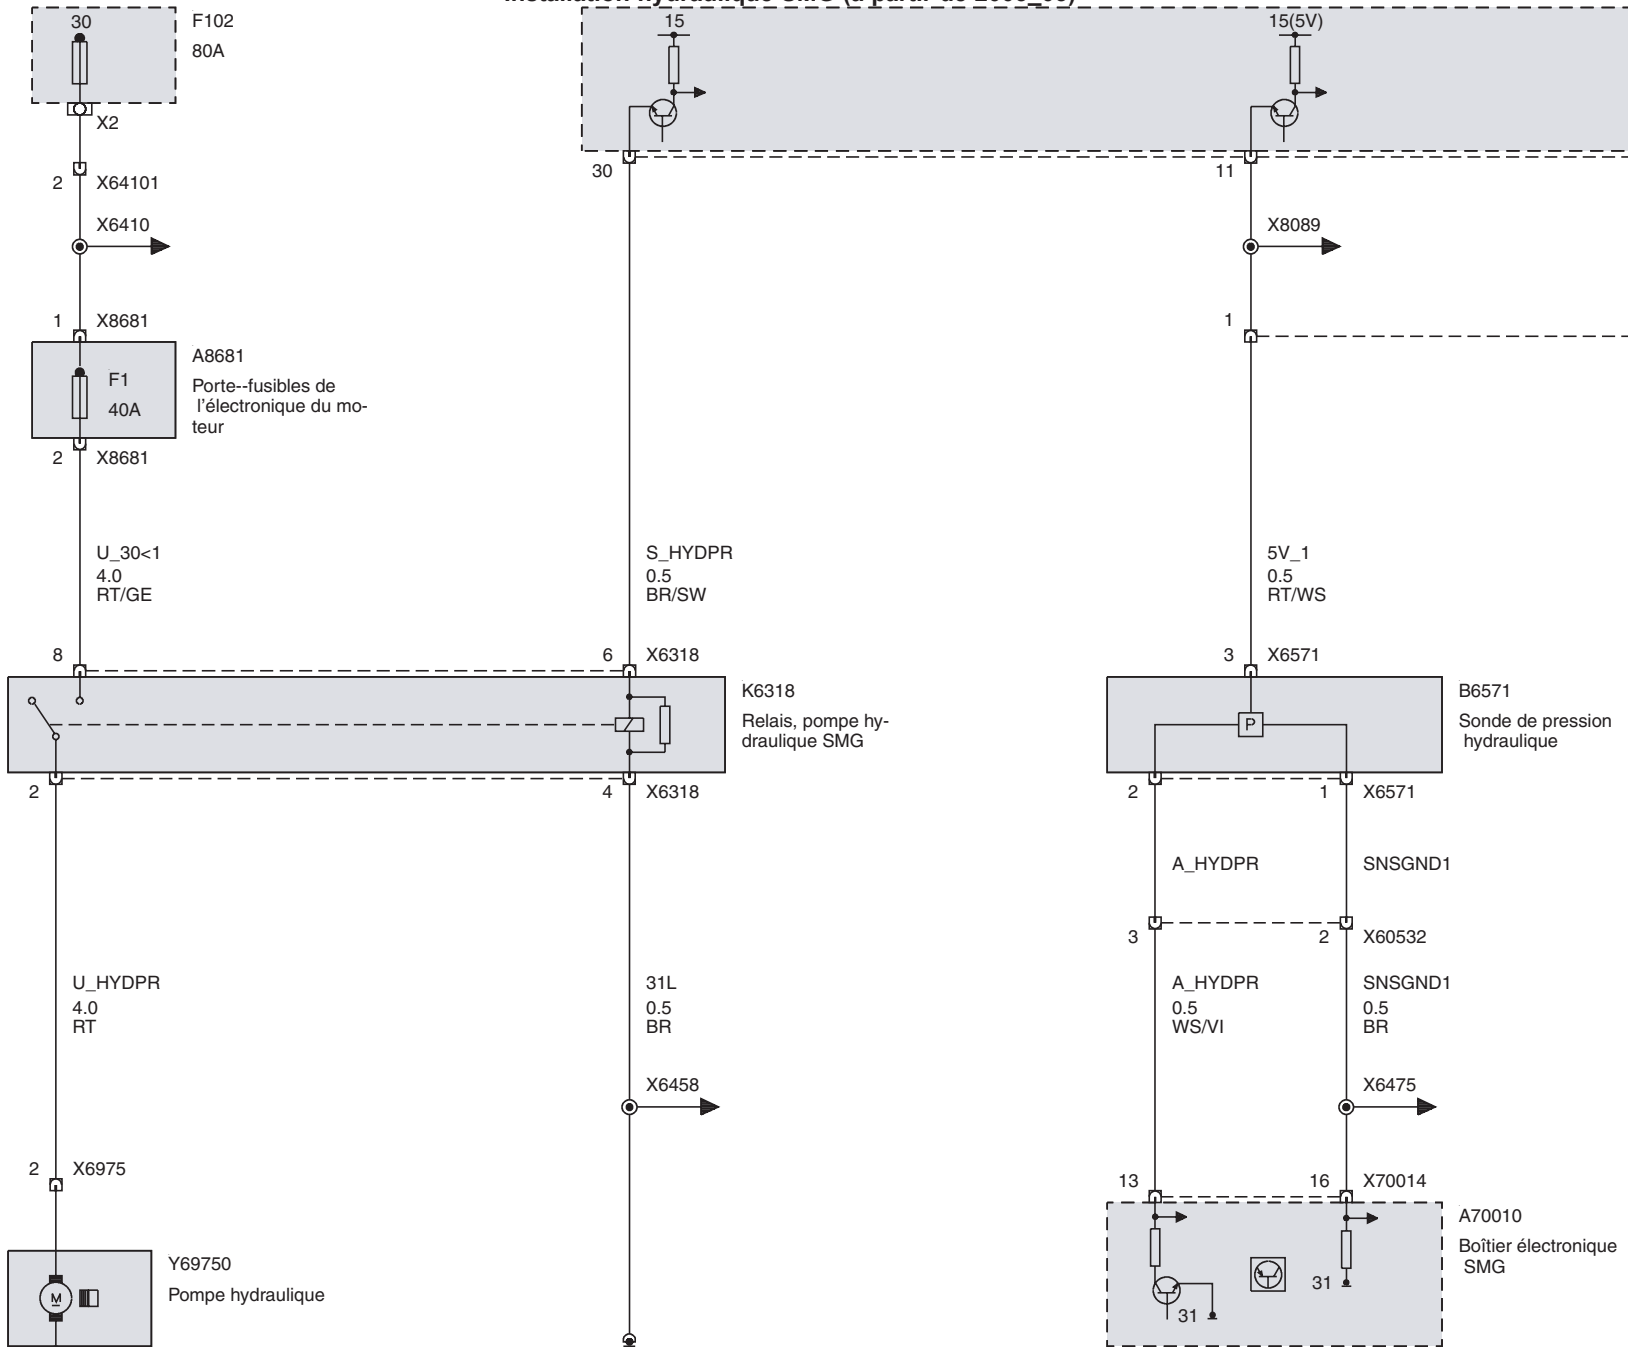 30
F102
80A
15
15(5V)
X2
30
11
2
X64101
X6410
X8089
1
X8681
1
F1
40A
A8681
Porte--fusibles de
l'électronique du mo-
teur
2
X8681
U_30<1
4.0
RT/GE
S_HYDPR
0.5
BR/SW
5V_1
0.5
RT/WS
8
6
X6318
3
X6571
K6318
Relais, pompe hy-
draulique SMG
P
B6571
Sonde de pression
hydraulique
2
4
X6318
2
1
X6571
A_HYDPR
SNSGND1
3
2
X60532
U_HYDPR
4.0
RT
31L
0.5
BR
A_HYDPR
0.5
WS/VI
SNSGND1
0.5
BR
X6458
X6475
2
X6975
13
16
X70014
A70010
Boîtier électronique
SMG
31
31
Y69750
Pompe hydraulique
M